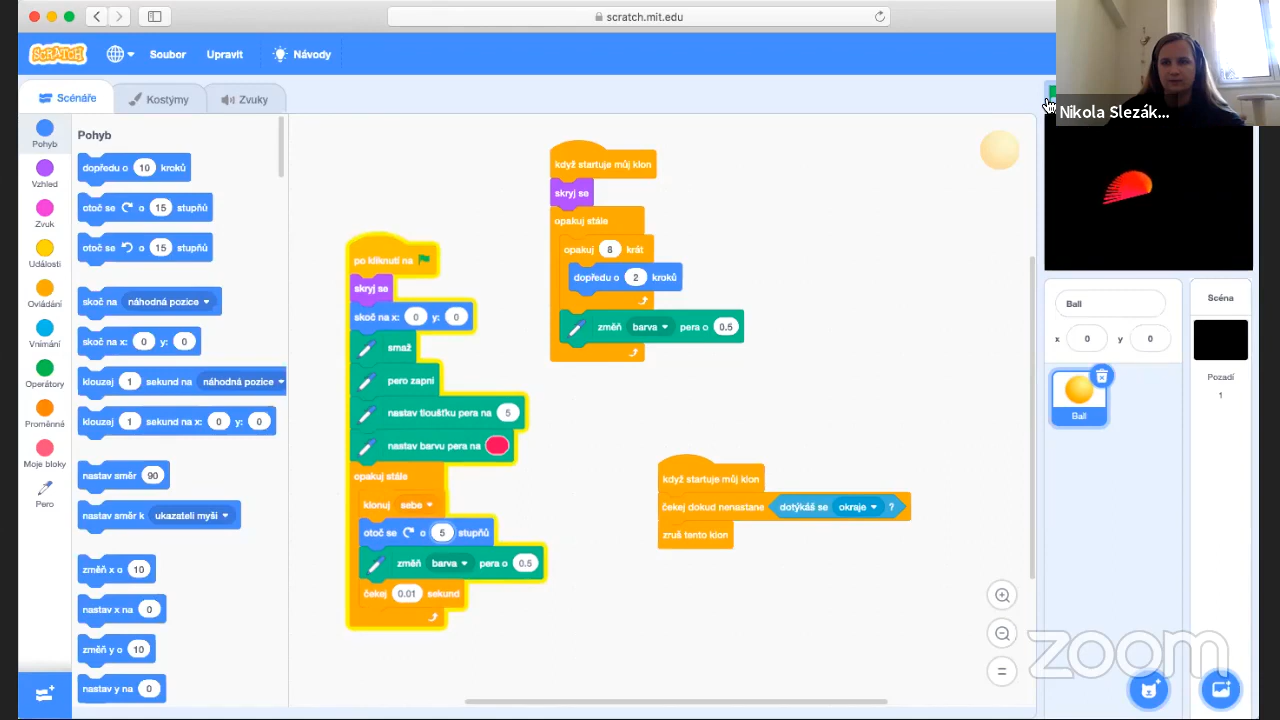 scratch.mit.edu
SCRATCH
Soubor
Upravit
Návody
Nikola Slezák...
Scénáře
Kostýmy
Zvuky
Pohyb
Vzhled
Zvuk
Události
Ovládání
Vnímání
Operátory
Proměnné
Moje bloky
Pero
Pohyb
dopředu o 10 kroků
otoč se o 15 stupňů
otoč se o 15 stupňů
skoč na náhodná pozice
skoč na x: 0 y: 0
klouzaj 1 sekund na náhodná pozice
klouzaj 1 sekund na x: 0 y: 0
nastav směr 90
nastav směr k ukazateli myši
změň x o 10
nastav x na 0
změň y o 10
nastav y na 0
po kliknutí na
skryj se
skoč na x: 0 y: 0
smaž
pero zapni
nastav tloušťku pera na 5
nastav barvu pera na
opakuj stále
klonuj sebe
otoč se o 5 stupňů
změň barva pera o 0.5
čekej 0.01 sekund
když startuje můj klon
skryj se
opakuj stále
opakuj 8 krát
dopředu o 2 kroků
změň barva pera o 0.5
když startuje můj klon
čekej dokud nenastane dotýkáš se okraje ?
zruš tento klon
Ball
x 0 y 0
Ball
Scéna
Pozadí
1
zoom